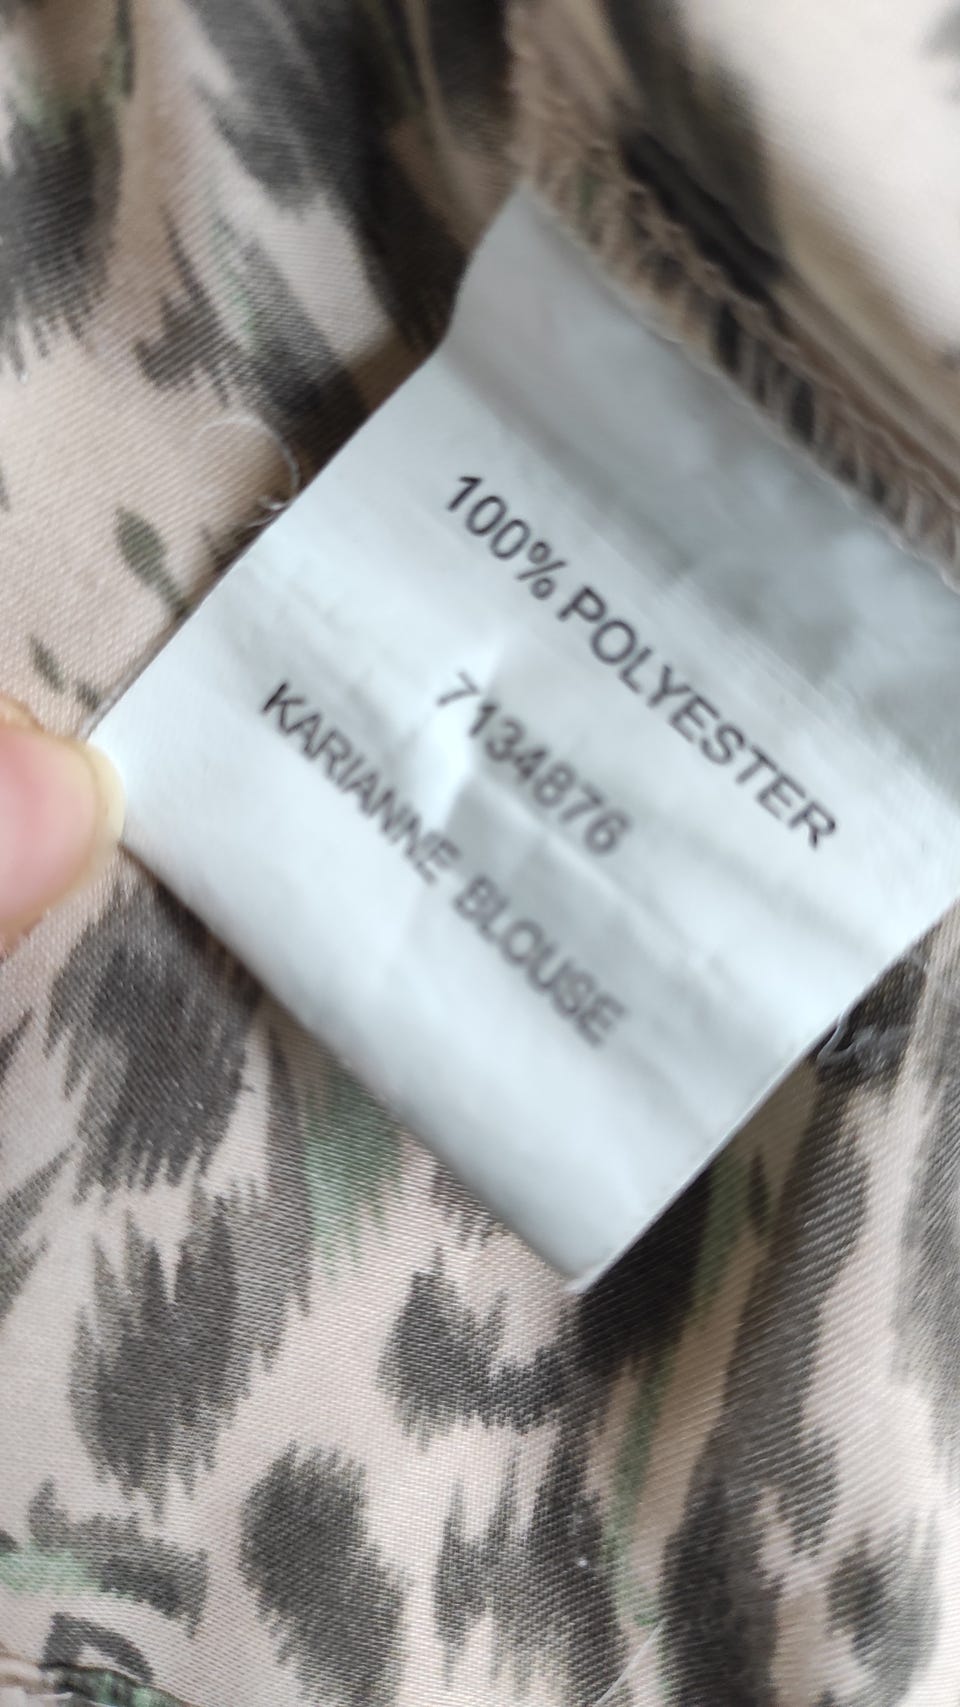 100% POLYESTER
7134876
KARIANNE BLOUSE